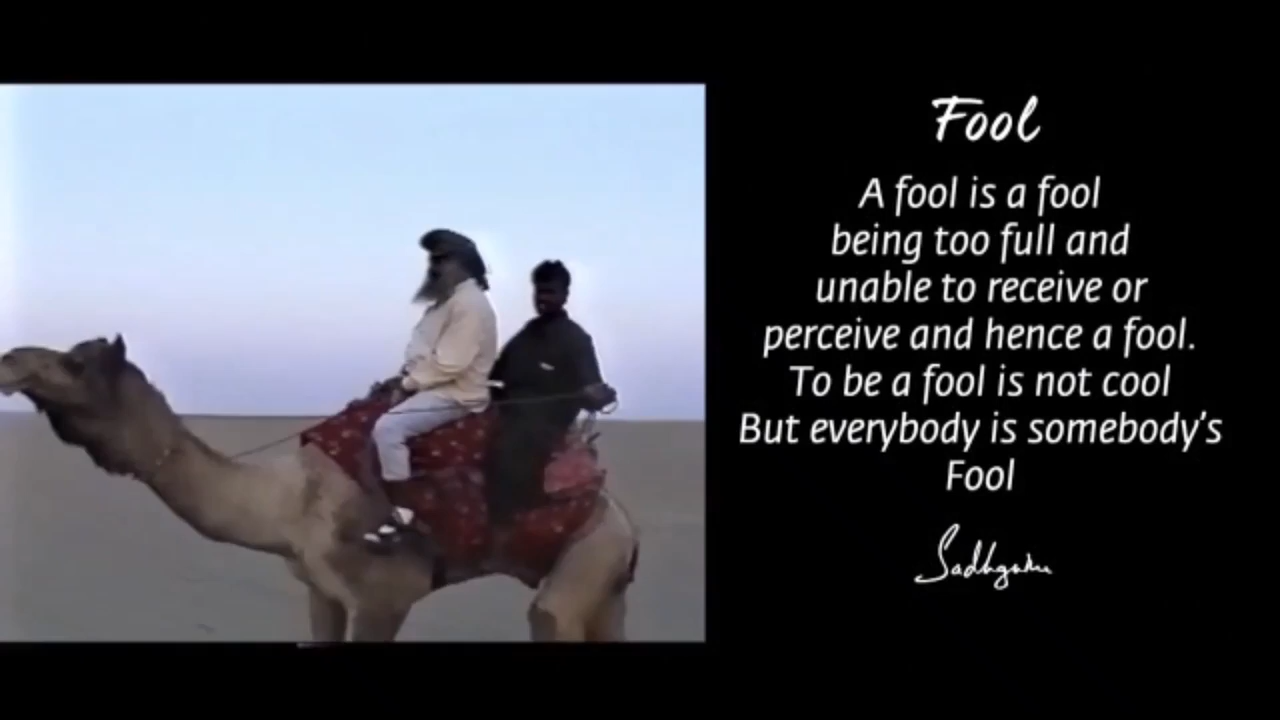 Fool
A fool is a fool
being too full and
unable to receive or
perceive and hence a fool.
To be a fool is not cool
But everybody is somebody's
Fool
Sadhguru